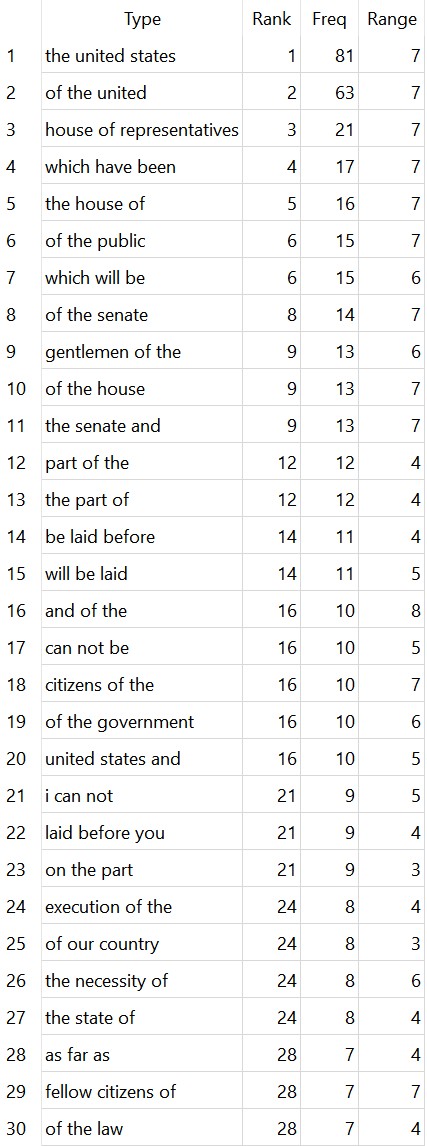 Type Rank Freq Range
1 the united states 1 81 7
2 of the united 2 63 7
3 house of representatives 3 21 7
4 which have been 4 17 7
5 the house of 5 16 7
6 of the public 6 15 7
7 which will be 6 15 6
8 of the senate 8 14 7
9 gentlemen of the 9 13 6
10 of the house 9 13 7
11 the senate and 9 13 7
12 part of the 12 12 4
13 the part of 12 12 4
14 be laid before 14 11 4
15 will be laid 14 11 5
16 and of the 16 10 8
17 can not be 16 10 5
18 citizens of the 16 10 7
19 of the government 16 10 6
20 united states and 16 10 5
21 i can not 21 9 5
22 laid before you 21 9 4
23 on the part 21 9 3
24 execution of the 24 8 4
25 of our country 24 8 3
26 the necessity of 24 8 6
27 the state of 24 8 4
28 as far as 28 7 4
29 fellow citizens of 28 7 7
30 of the law 28 7 4